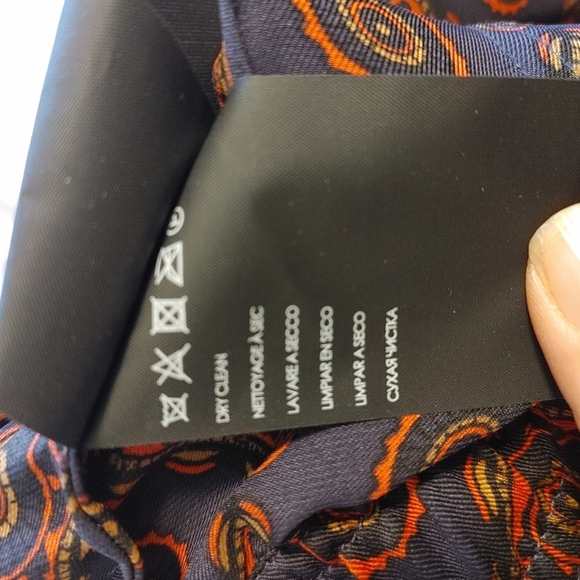 DRY CLEAN
NETTOYAGE À SEC
LAVARE A SECCO
LIMPIAR EN SECO
LIMPAR A SECO
СУХАЯ ЧИСТКА